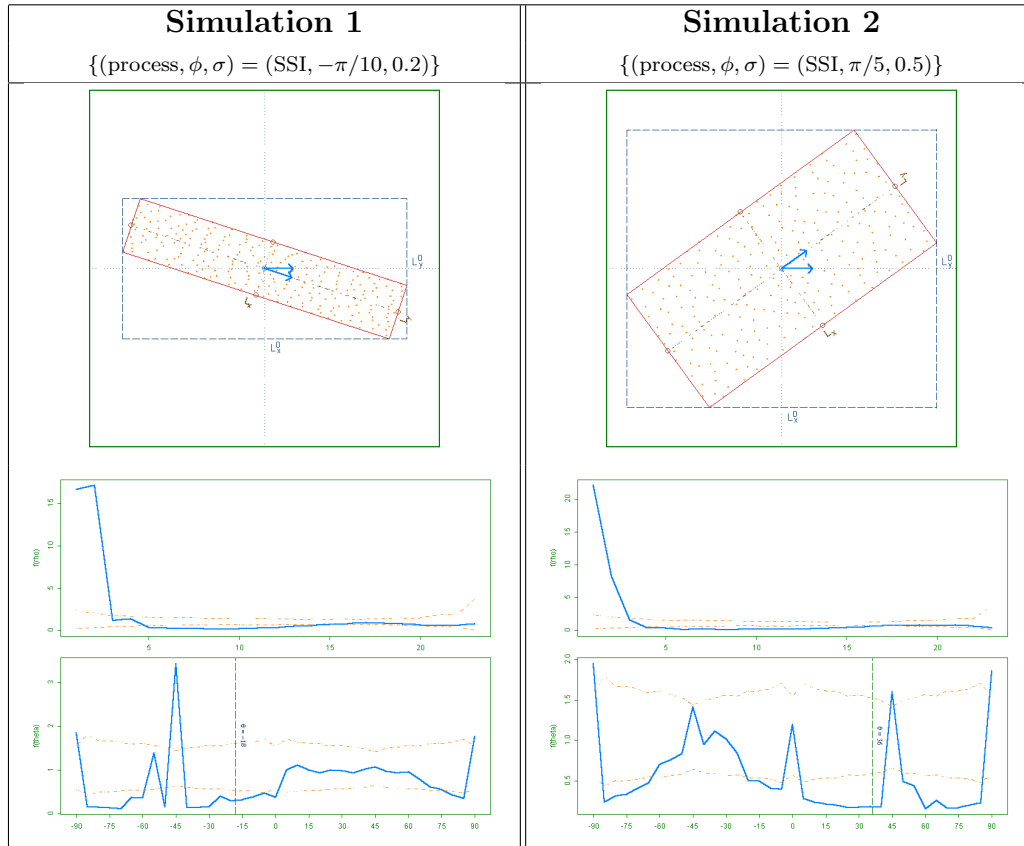 Simulation 1
{(process, ϕ, σ) = (SSI, −π/10, 0.2)}
L_y^0
L_x
L_x^0
f(rho)
15
10
5
0
5 10 15 20
f(theta)
3
2
1
0
θ = -18
-90 -75 -60 -45 -30 -15 0 15 30 45 60 75 90
Simulation 2
{(process, ϕ, σ) = (SSI, π/5, 0.5)}
L_y
L_y^0
L_x
L_x^0
f(rho)
20
15
10
5
0
5 10 15 20
f(theta)
2.0
1.5
1.0
0.5
θ = 36
-90 -75 -60 -45 -30 -15 0 15 30 45 60 75 90